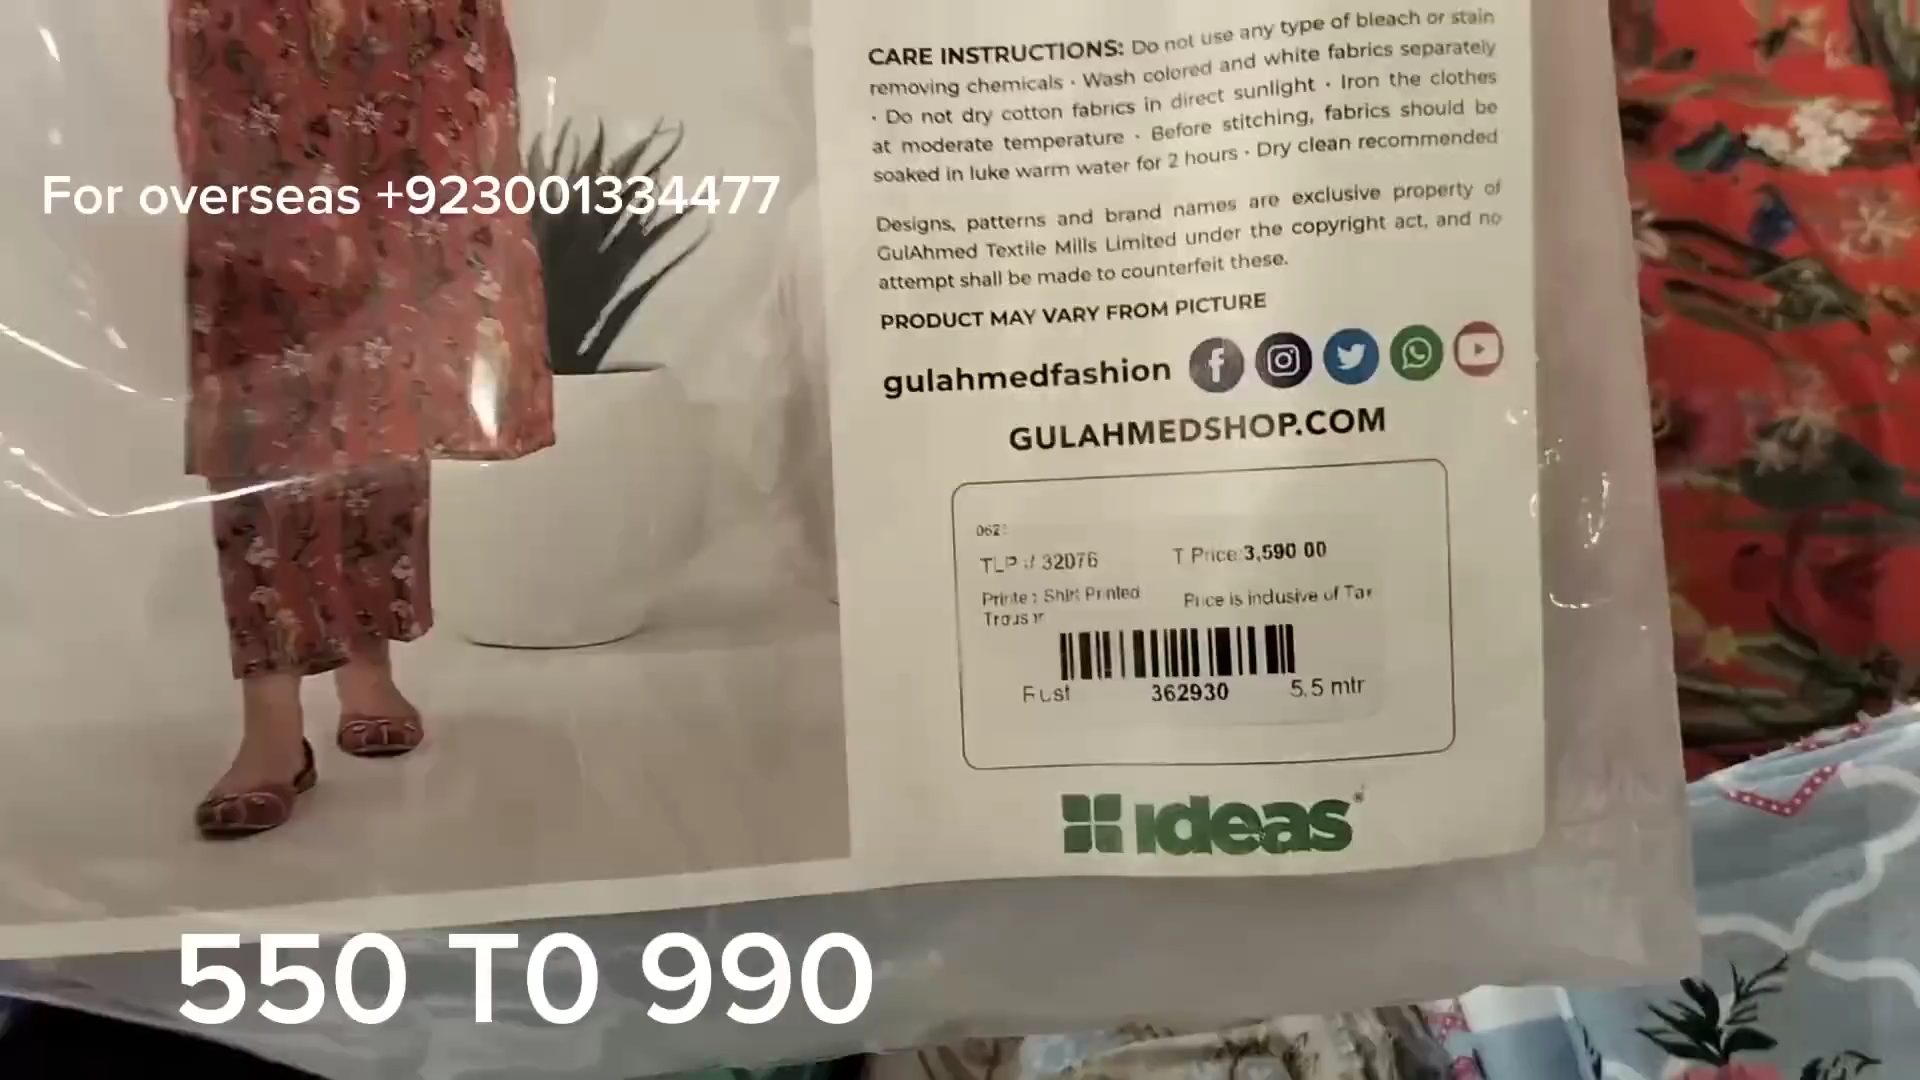 CARE INSTRUCTIONS: Do not use any type of bleach or stain
removing chemicals • Wash colored and white fabrics separately
• Do not dry cotton fabrics in direct sunlight • Iron the clothes
at moderate temperature • Before stitching, fabrics should be
soaked in luke warm water for 2 hours • Dry clean recommended
Designs, patterns and brand names are exclusive property of
GulAhmed Textile Mills Limited under the copyright act, and no
attempt shall be made to counterfeit these.
PRODUCT MAY VARY FROM PICTURE
gulahmedfashion
GULAHMEDSHOP.COM
For overseas +923001334477
TLP # 32076 T Price:3,590 00
Shirt Printed Price is inclusive of Tax
362930 5.5 mtr
ideas
550 TO 990